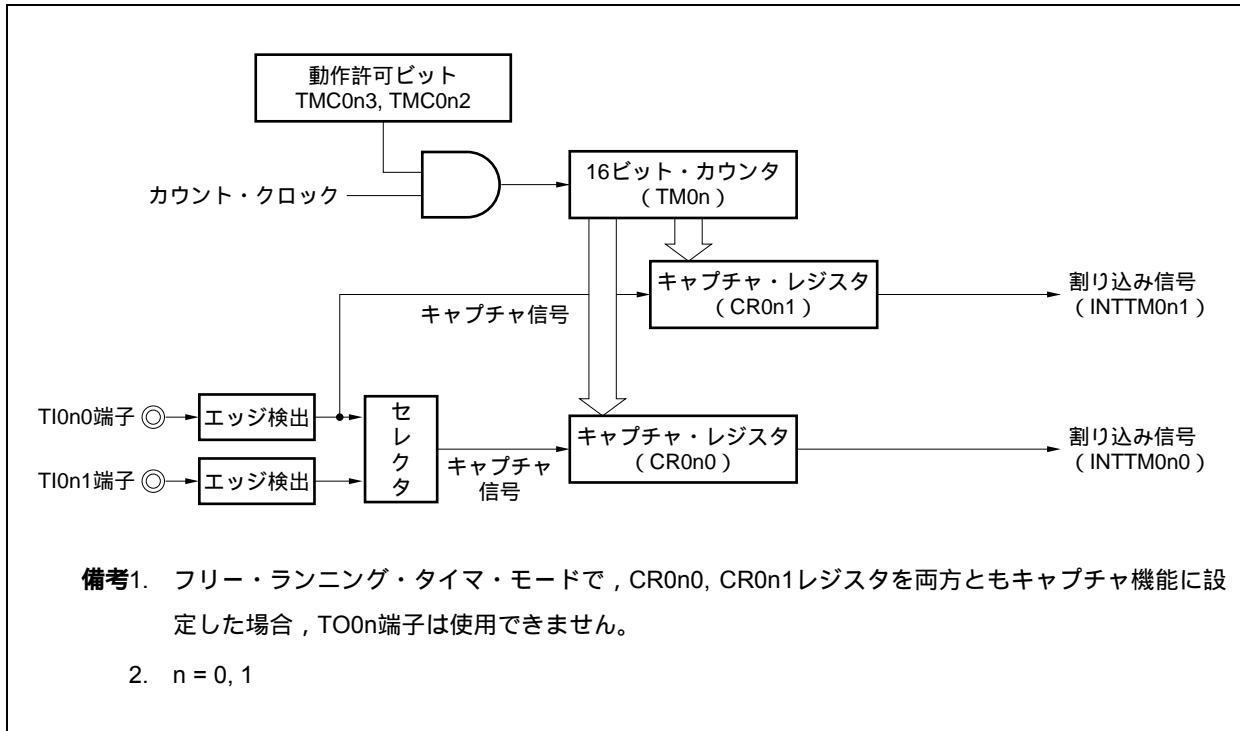 動作許可ビット
TMC0n3, TMC0n2
カウント・クロック
16ビット・カウンタ
（TM0n）
キャプチャ・レジスタ
（CR0n1）
割り込み信号
（INTTM0n1）
キャプチャ信号
TI0n0端子
エッジ検出
セレクタ
キャプチャ・レジスタ
（CR0n0）
割り込み信号
（INTTM0n0）
TI0n1端子
エッジ検出
キャプチャ
信号
備考1. フリー・ランニング・タイマ・モードで，CR0n0, CR0n1レジスタを両方ともキャプチャ機能に設
定した場合，TO0n端子は使用できません。
2. n = 0, 1